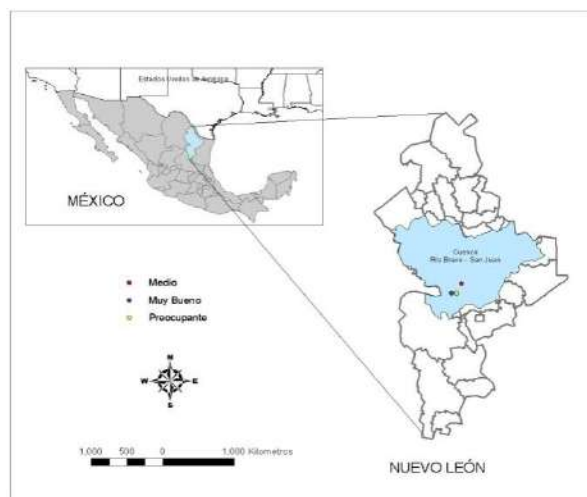 Estados Unidos de América
MÉXICO
Cuenca
Río Bravo - San Juan
Medio
Muy Bueno
Preocupante
N
W
E
S
1,000
500
0
1,000 Kilometros
NUEVO LEÓN